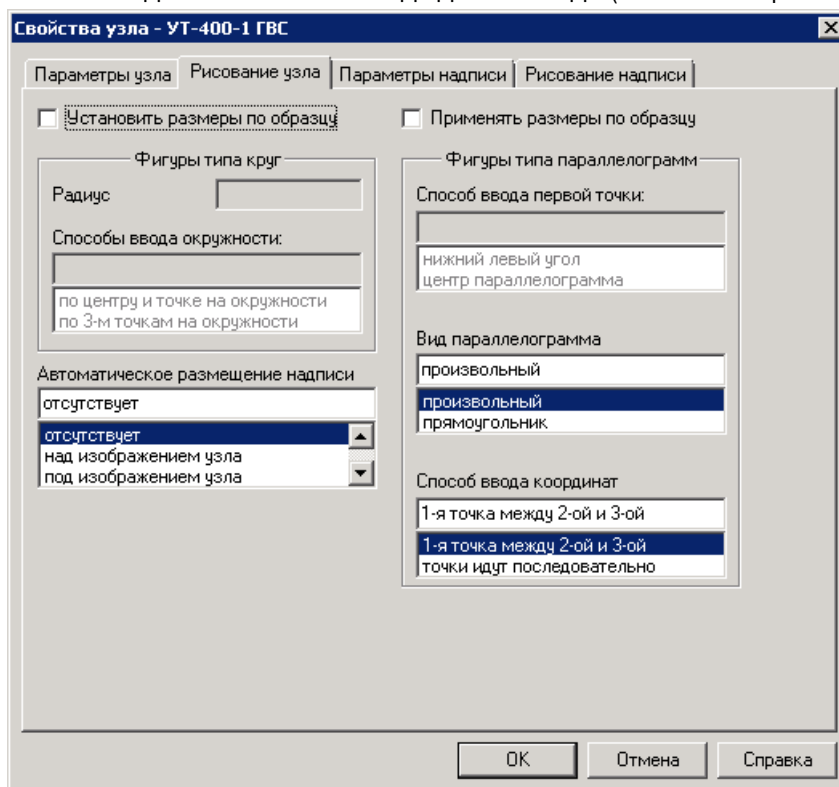 Свойства узла - УТ-400-1 ГВС
Параметры узла Рисование узла Параметры надписи Рисование надписи
Установить размеры по образцу
Фигуры типа круг
Радиус
Способы ввода окружности:
по центру и точке на окружности
по 3-м точкам на окружности
Автоматическое размещение надписи
отсутствует
отсутствует
над изображением узла
под изображением узла
Применять размеры по образцу
Фигуры типа параллелограмм
Способ ввода первой точки:
нижний левый угол
центр параллелограмма
Вид параллелограмма
произвольный
произвольный
прямоугольник
Способ ввода координат
1-я точка между 2-ой и 3-ой
1-я точка между 2-ой и 3-ой
точки идут последовательно
OK Отмена Справка